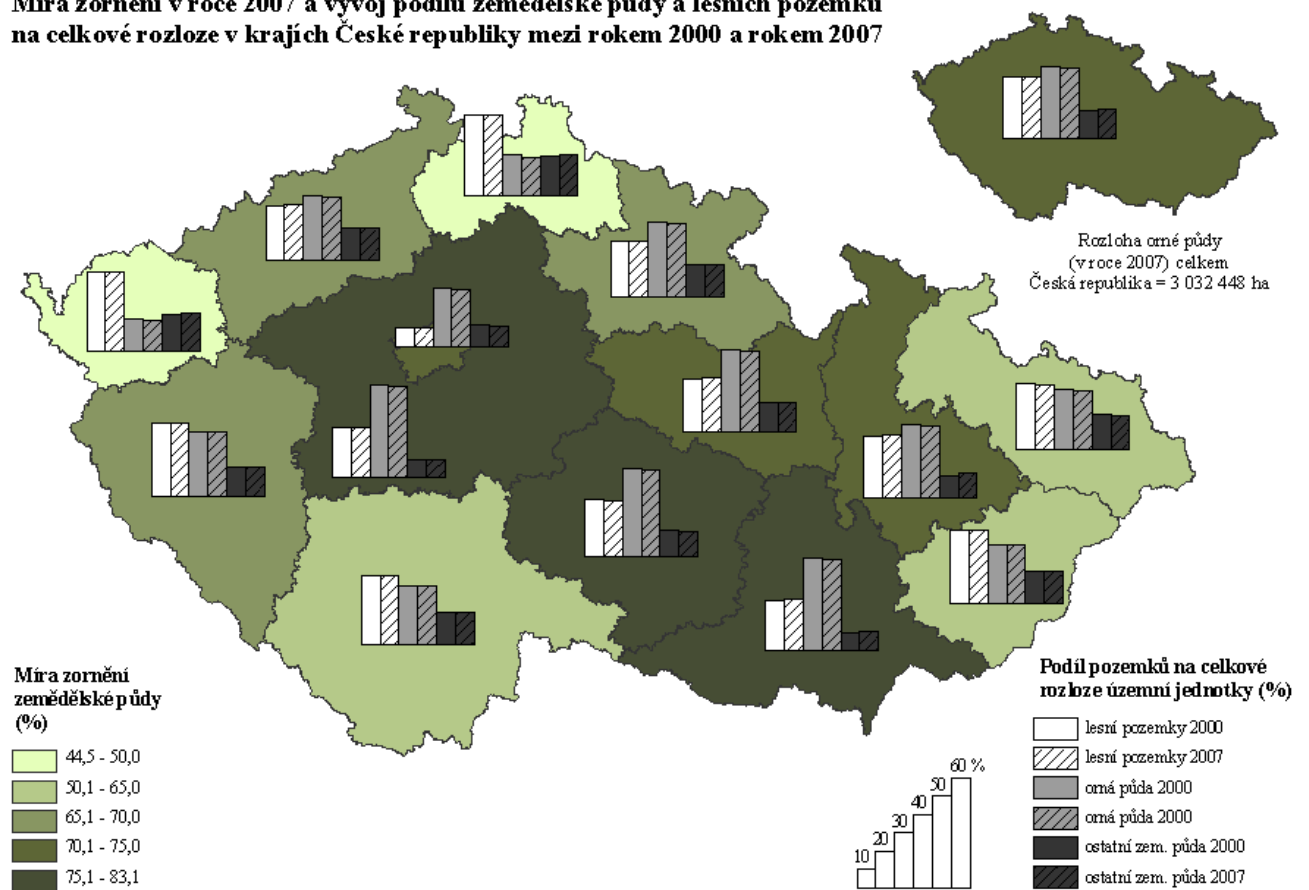 Míra zornění v roce 2007 a vývoj podílu zemědělské půdy a lesních pozemků
na celkové rozloze v krajích České republiky mezi rokem 2000 a rokem 2007
Rozloha orné půdy
(v roce 2007) celkem
Česká republika = 3 032 448 ha
Míra zornění
zemědělské půdy
(%)
44,5 - 50,0
50,1 - 65,0
65,1 - 70,0
70,1 - 75,0
75,1 - 83,1
10
20
30
40
50
60 %
Podíl pozemků na celkové
rozloze územní jednotky (%)
lesní pozemky 2000
lesní pozemky 2007
orná půda 2000
orná půda 2000
ostatní zem. půda 2000
ostatní zem. půda 2007